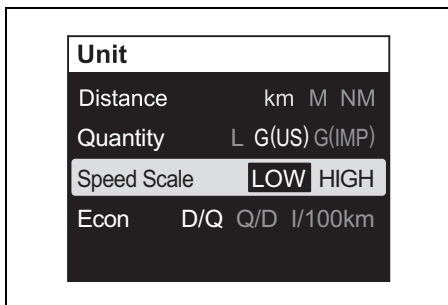 Unit
Distance km M NM
Quantity L G(US) G(IMP)
Speed Scale LOW HIGH
Econ D/Q Q/D l/100km